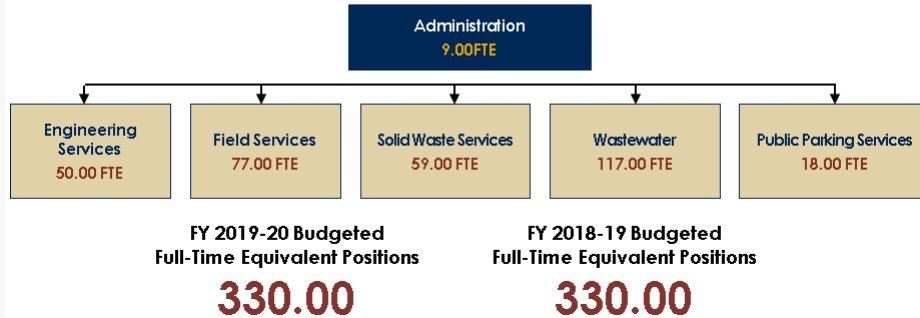 Administration
9.00FTE
Engineering
Services
50.00 FTE
Field Services
77.00 FTE
Solid Waste Services
59.00 FTE
Wastewater
117.00 FTE
Public Parking Services
18.00 FTE
FY 2019-20 Budgeted
Full-Time Equivalent Positions
330.00
FY 2018-19 Budgeted
Full-Time Equivalent Positions
330.00